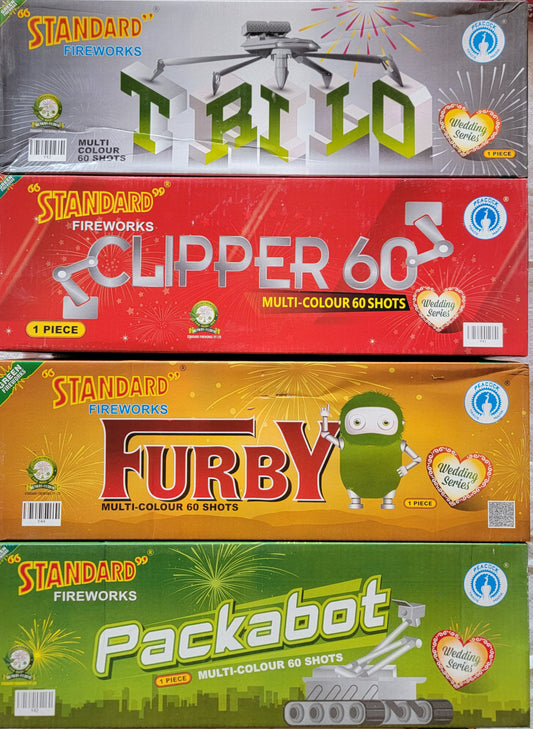 “STANDARD”®
FIREWORKS
TRILO
MULTI
COLOUR
60 SHOTS
PEACOCK
Wedding
Series
1 PIECE
“STANDARD”®
FIREWORKS
CLIPPER 60
MULTI-COLOUR 60 SHOTS
1 PIECE
PEACOCK
Wedding
Series
GREEN
FIREWORKS
“STANDARD”
FIREWORKS
FURBY
MULTI-COLOUR 60 SHOTS
1 PIECE
PEACOCK
Wedding
Series
“STANDARD”®
FIREWORKS
Packabot
1 PIECE
MULTI-COLOUR 60 SHOTS
PEACOCK
Wedding
Series